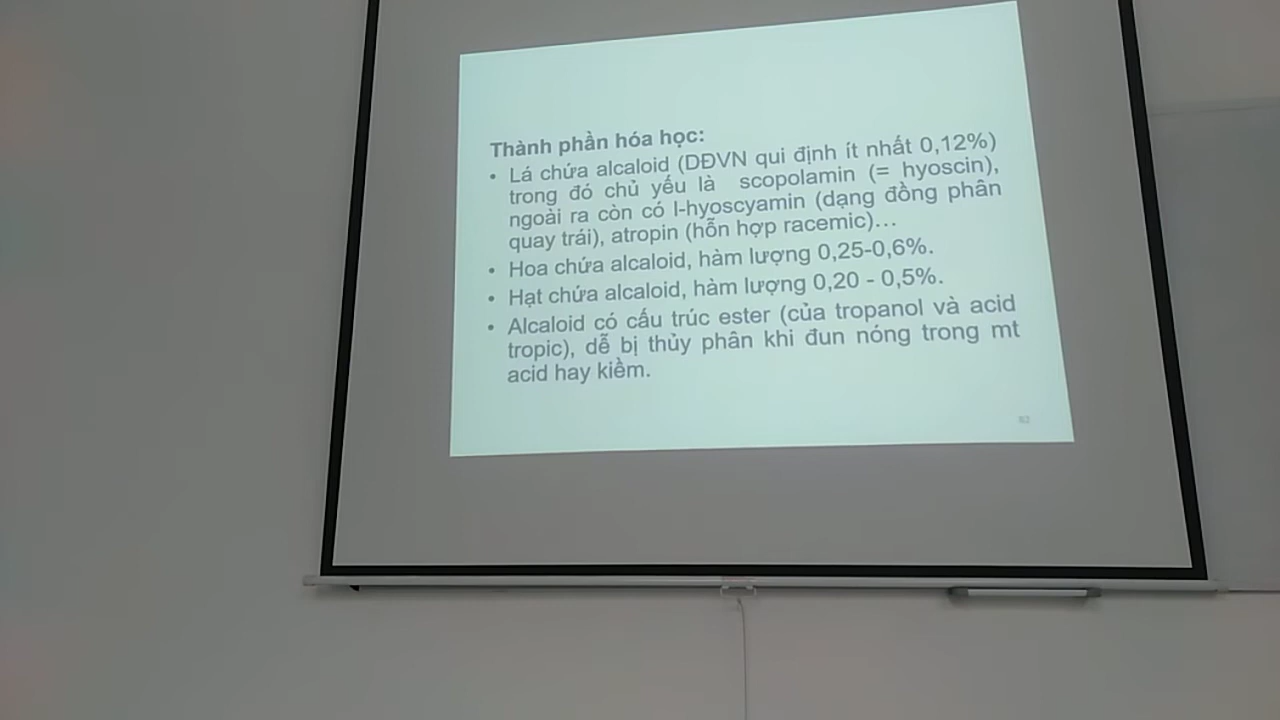 Thành phần hóa học:
• Lá chứa alcaloid (DĐVN qui định ít nhất 0,12%)
trong đó chủ yếu là scopolamin (= hyoscin),
ngoài ra còn có l-hyoscyamin (dạng đồng phân
quay trái), atropin (hỗn hợp racemic)...
• Hoa chứa alcaloid, hàm lượng 0,25-0,6%.
• Hạt chứa alcaloid, hàm lượng 0,20 - 0,5%.
• Alcaloid có cấu trúc ester (của tropanol và acid
tropic), dễ bị thủy phân khi đun nóng trong mt
acid hay kiềm.